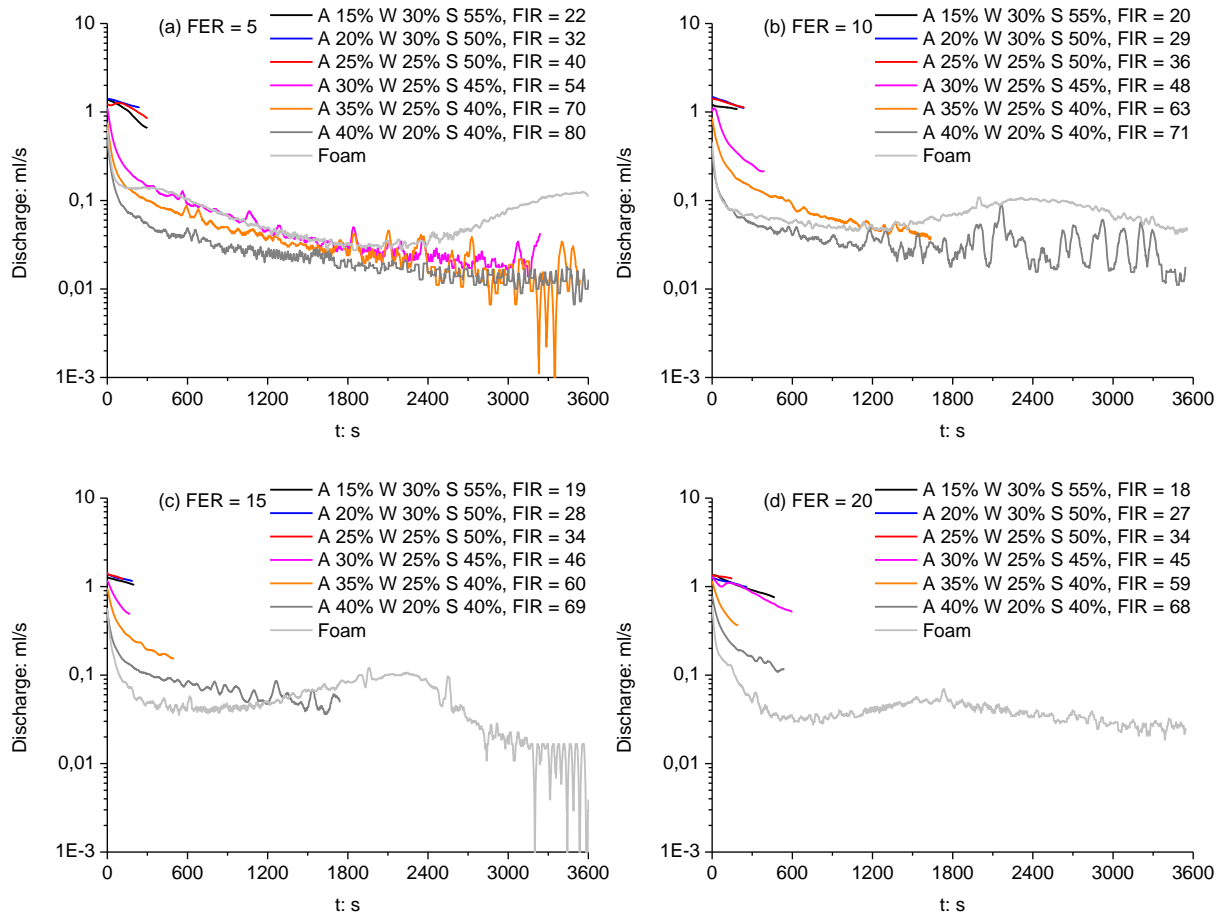 (a) FER = 5
A 15% W 30% S 55%, FIR = 22
A 20% W 30% S 50%, FIR = 32
A 25% W 25% S 50%, FIR = 40
A 30% W 25% S 45%, FIR = 54
A 35% W 25% S 40%, FIR = 70
A 40% W 20% S 40%, FIR = 80
Foam
10
1
0,1
0,01
1E-3
Discharge: ml/s
0 600 1200 1800 2400 3000 3600
t: s
(b) FER = 10
A 15% W 30% S 55%, FIR = 20
A 20% W 30% S 50%, FIR = 29
A 25% W 25% S 50%, FIR = 36
A 30% W 25% S 45%, FIR = 48
A 35% W 25% S 40%, FIR = 63
A 40% W 20% S 40%, FIR = 71
Foam
10
1
0,1
0,01
1E-3
Discharge: ml/s
0 600 1200 1800 2400 3000 3600
t: s
(c) FER = 15
A 15% W 30% S 55%, FIR = 19
A 20% W 30% S 50%, FIR = 28
A 25% W 25% S 50%, FIR = 34
A 30% W 25% S 45%, FIR = 46
A 35% W 25% S 40%, FIR = 60
A 40% W 20% S 40%, FIR = 69
Foam
10
1
0,1
0,01
1E-3
Discharge: ml/s
0 600 1200 1800 2400 3000 3600
t: s
(d) FER = 20
A 15% W 30% S 55%, FIR = 18
A 20% W 30% S 50%, FIR = 27
A 25% W 25% S 50%, FIR = 34
A 30% W 25% S 45%, FIR = 45
A 35% W 25% S 40%, FIR = 59
A 40% W 20% S 40%, FIR = 68
Foam
10
1
0,1
0,01
1E-3
Discharge: ml/s
0 600 1200 1800 2400 3000 3600
t: s